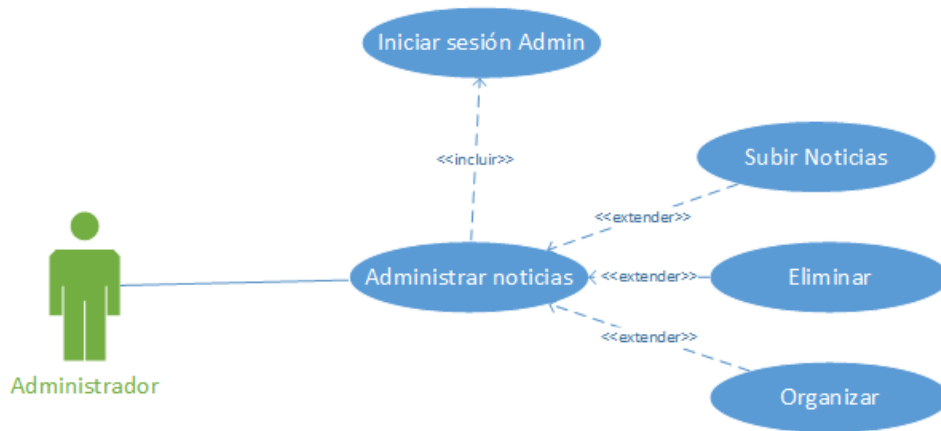 Iniciar sesión Admin
<<incluir>>
Subir Noticias
<<extender>>
Administrar noticias
<<extender>>
Eliminar
<<extender>>
Administrador
Organizar